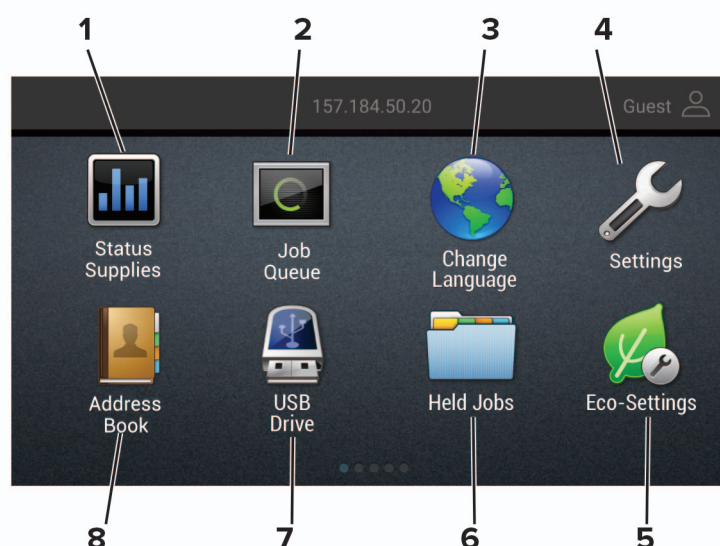 1 2 3 4
157.184.50.20
Guest
Status
Supplies
Job
Queue
Change
Language
Settings
Address
Book
USB
Drive
Held Jobs
Eco-Settings
8 7 6 5